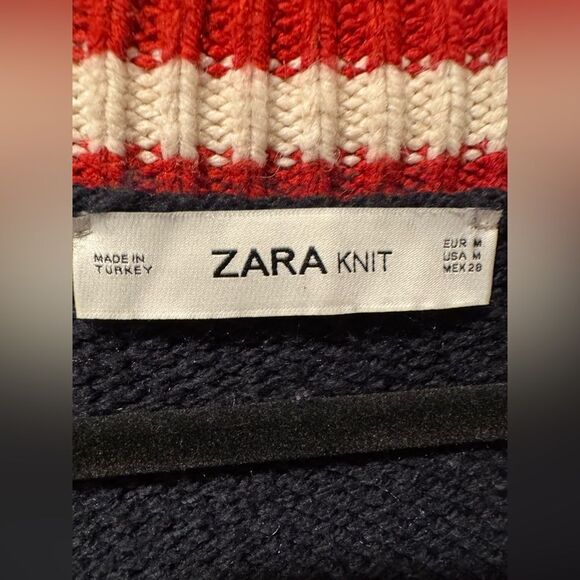 MADE IN
TURKEY
ZARA KNIT
EUR M
USA M
MEX 28